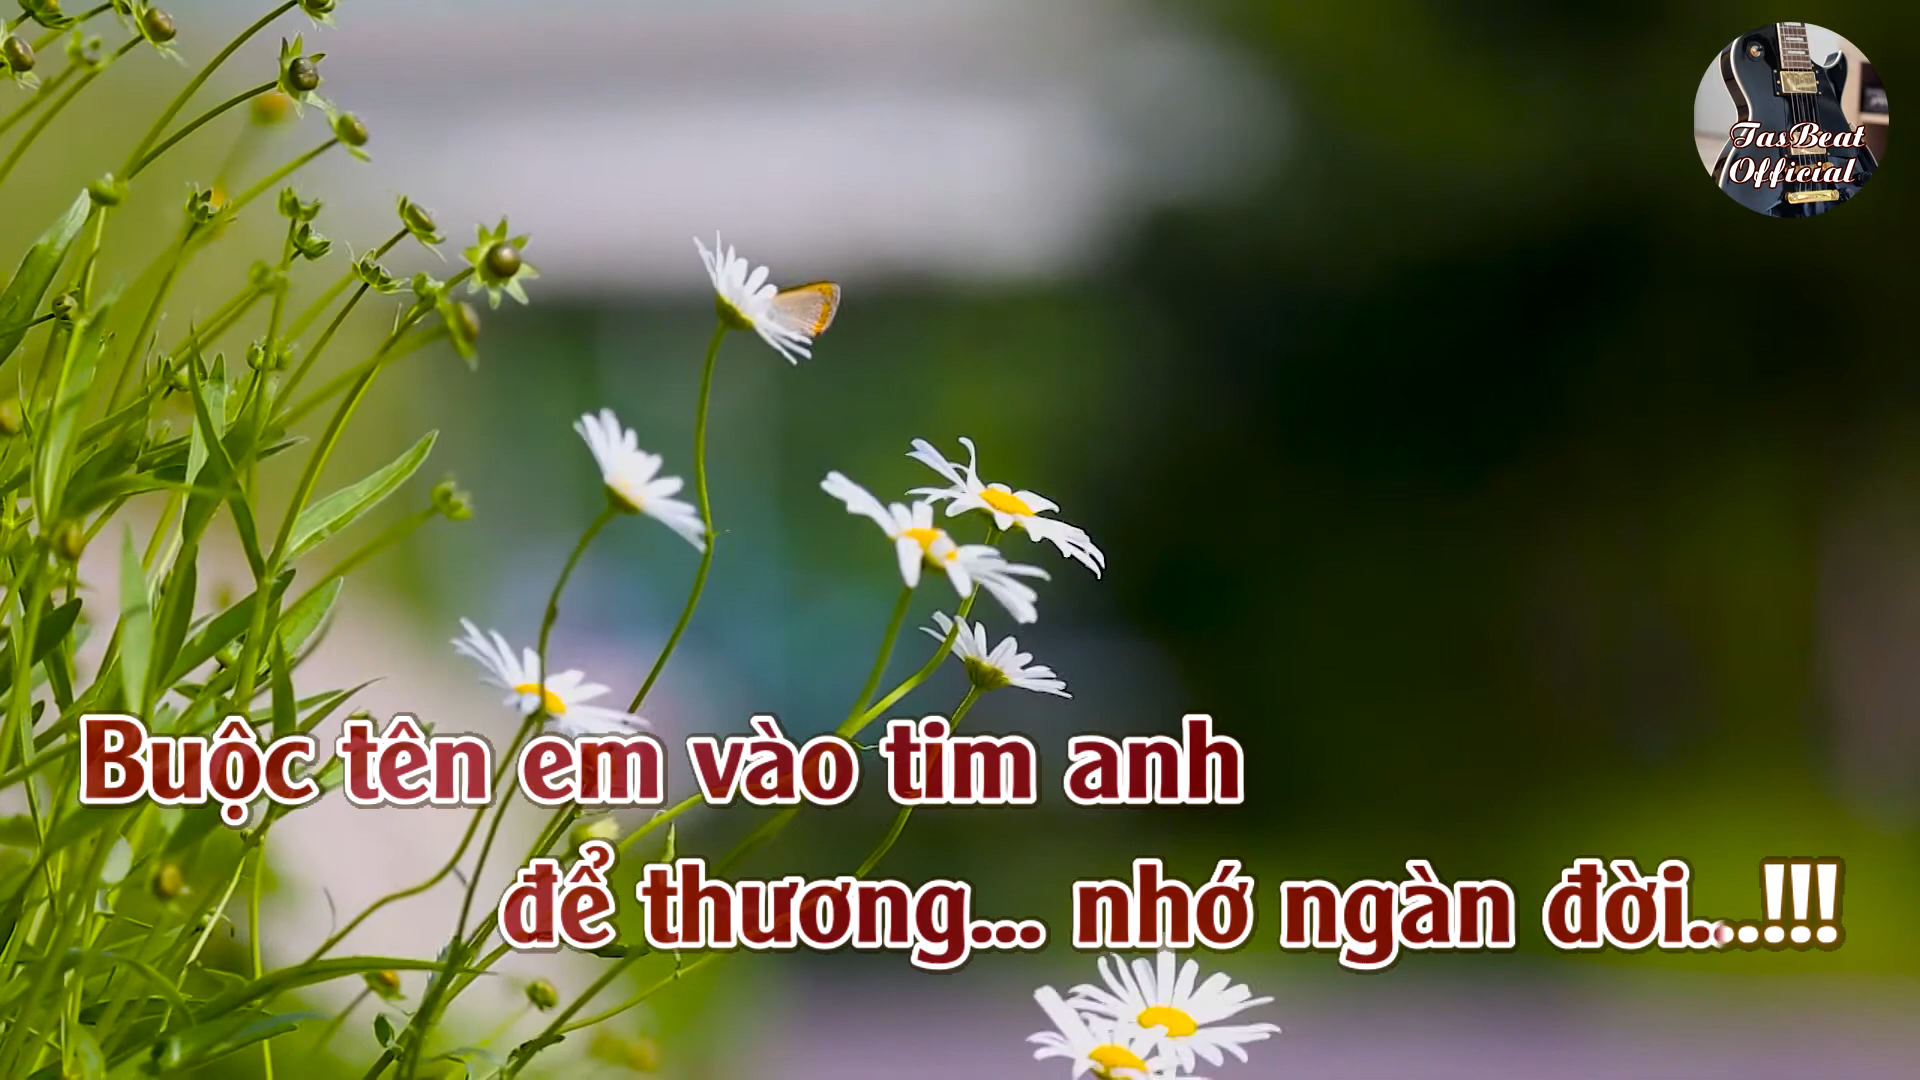 TasBeat
Official
Buộc tên em vào tim anh
để thương... nhớ ngàn đời...!!!